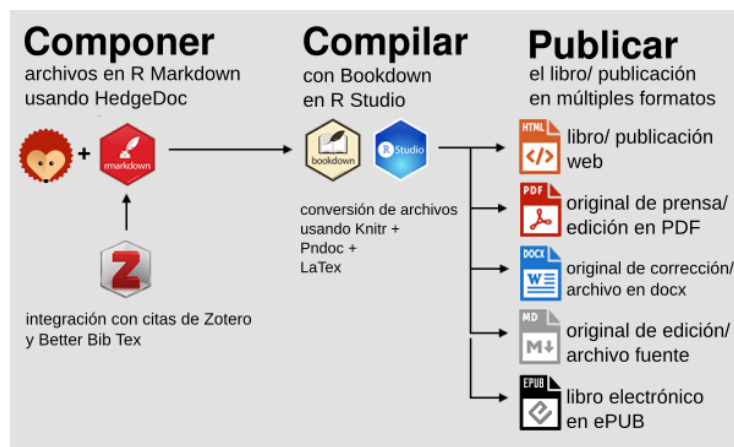 Componer
archivos en R Markdown
usando HedgeDoc
+
rmarkdown
Z
integración con citas de Zotero
y Better Bib Tex
Compilar
con Bookdown
en R Studio
bookdown
R Studio
conversión de archivos
usando Knitr +
Pndoc +
LaTex
Publicar
el libro/ publicación
en múltiples formatos
HTML
</>
libro/ publicación
web
PDF
original de prensa/
edición en PDF
DOCX
W
original de corrección/
archivo en docx
MD
M
original de edición/
archivo fuente
EPUB
libro electrónico
en ePUB